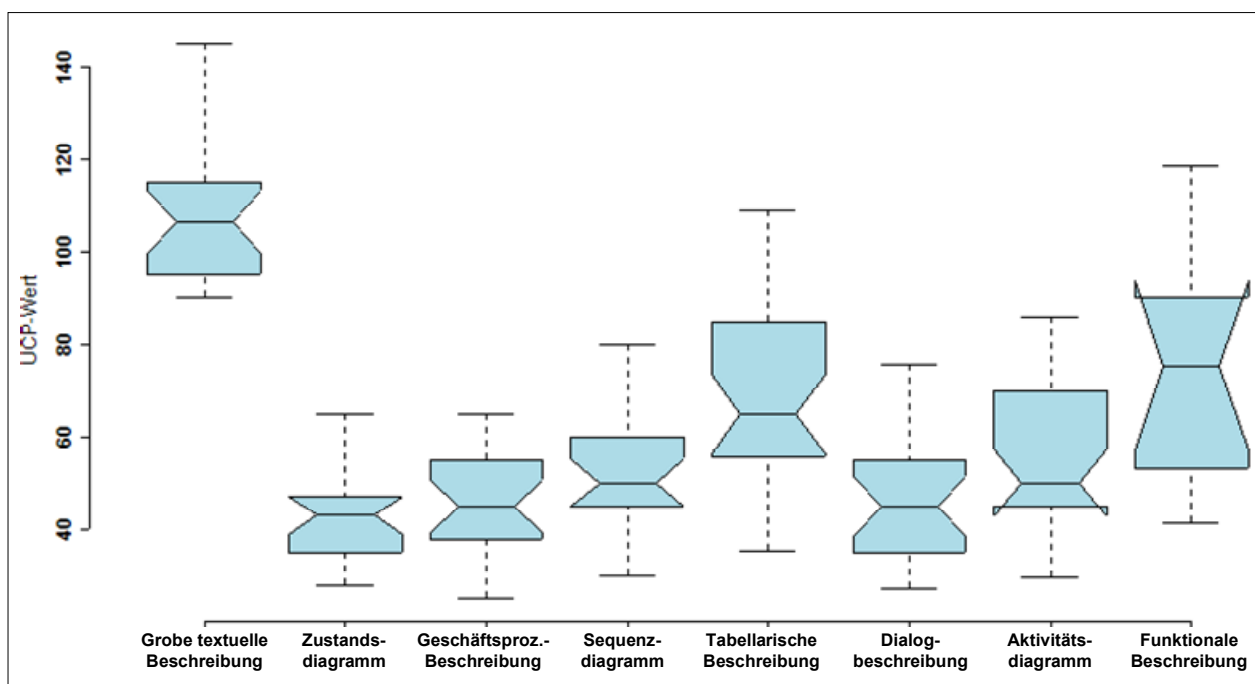 140
120
100
80
60
40
UCP-Wert
Grobe textuelle
Beschreibung
Zustands-
diagramm
Geschäftsproz.-
Beschreibung
Sequenz-
diagramm
Tabellarische
Beschreibung
Dialog-
beschreibung
Aktivitäts-
diagramm
Funktionale
Beschreibung